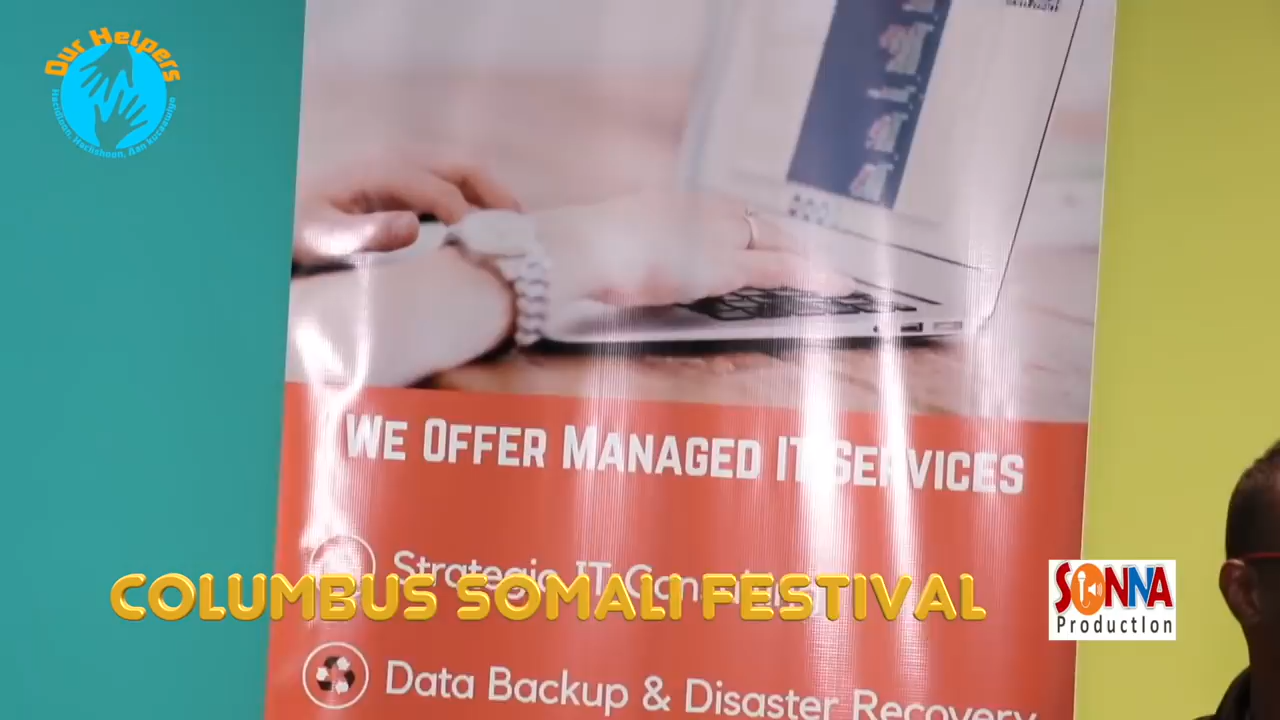 Our Helpers
WE OFFER MANAGED IT SERVICES
Strategic IT
COLUMBUS SOMALI FESTIVAL
SONNA
Production
Data Backup & Disaster Recovery